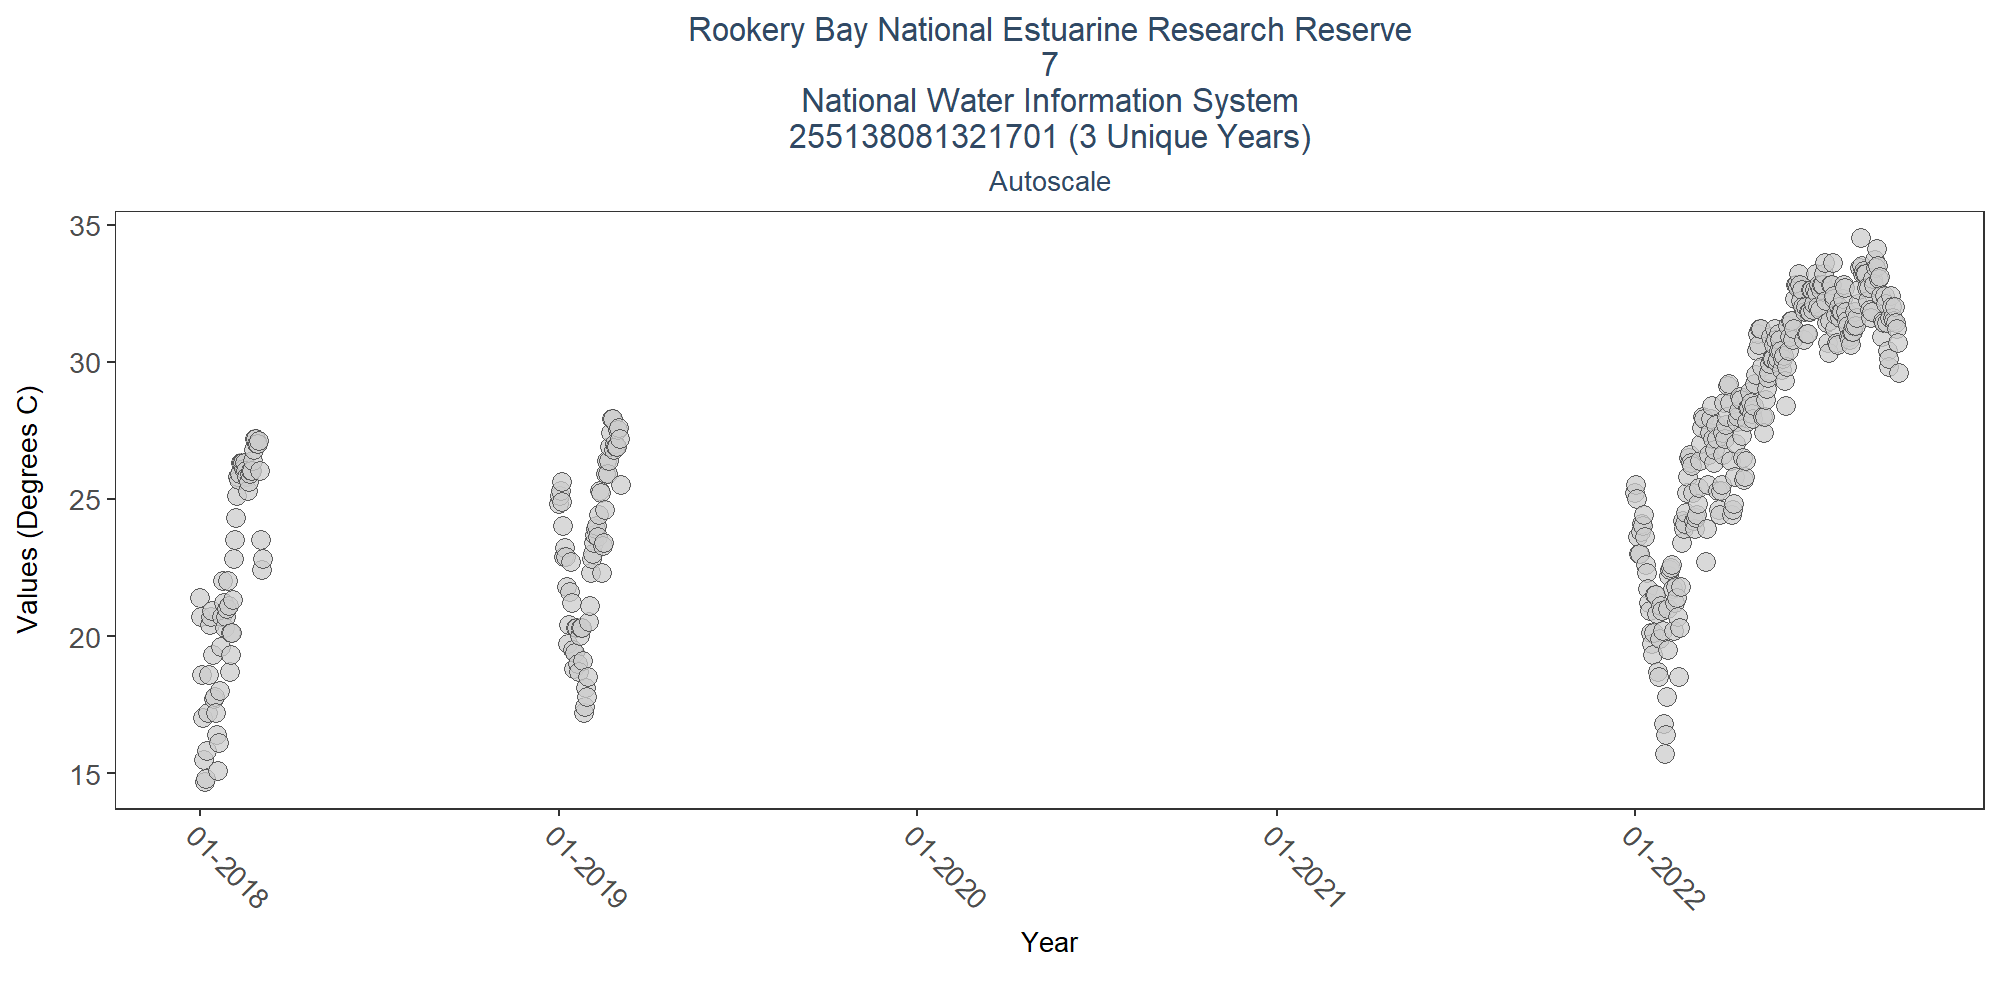 Rookery Bay National Estuarine Research Reserve
7
National Water Information System
255138081321701 (3 Unique Years)
Autoscale
Values (Degrees C)
35
30
25
20
15
01-2018
01-2019
01-2020
01-2021
01-2022
Year